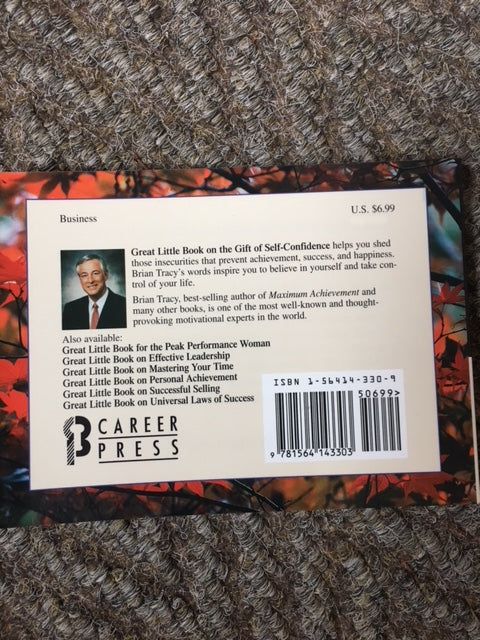 Business
U.S. $6.99
Great Little Book on the Gift of Self-Confidence helps you shed
those insecurities that prevent achievement, success, and happiness.
Brian Tracy's words inspire you to believe in yourself and take con-
trol of your life.
Brian Tracy, best-selling author of Maximum Achievement and
many other books, is one of the most well-known and thought-
provoking motivational experts in the world.
Also available:
Great Little Book for the Peak Performance Woman
Great Little Book on Effective Leadership
Great Little Book on Mastering Your Time
Great Little Book on Personal Achievement
Great Little Book on Successful Selling
Great Little Book on Universal Laws of Success
CAREER
PRESS
ISBN 1-56414-330-9
50699>
9 781564 143303